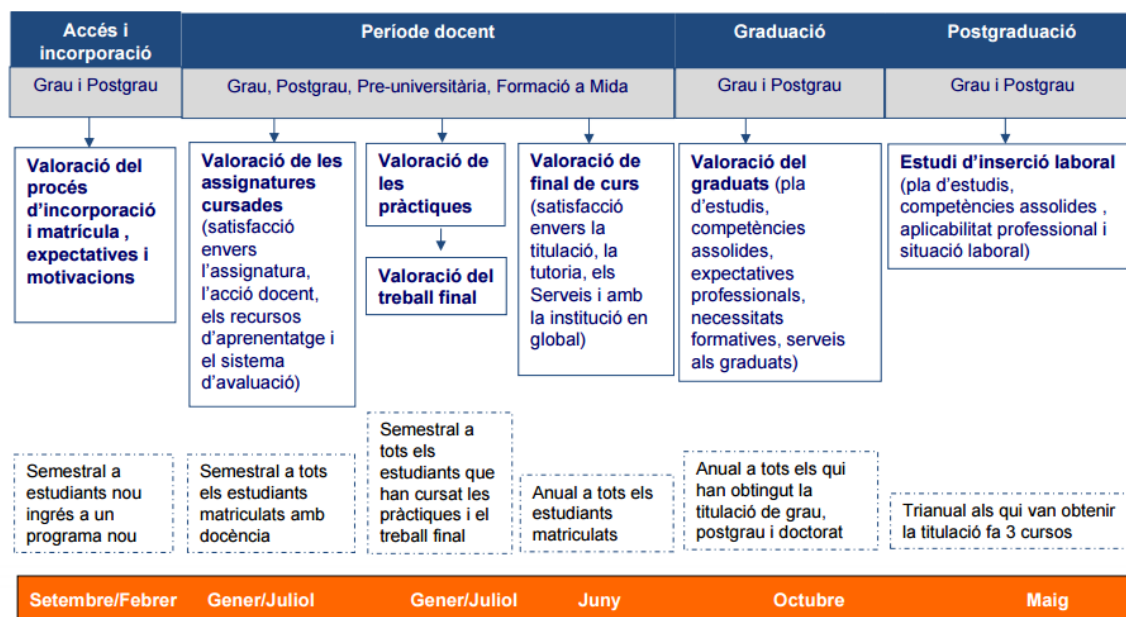 Accés i
incorporació
Període docent
Graduació
Postgraduació
Grau i Postgrau
Grau, Postgrau, Pre-universitària, Formació a Mida
Grau i Postgrau
Grau i Postgrau
Valoració del
procés
d'incorporació
i matrícula ,
expectatives i
motivacions
Valoració de les
assignatures
cursades
(satisfacció
envers
l'assignatura,
l'acció docent,
els recursos
d'aprenentatge i
el sistema
d'avaluació)
Valoració de
les
pràctiques
Valoració del
treball final
Valoració de
final de curs
(satisfacció
envers la
titulació, la
tutoria, els
Serveis i amb
la institució en
global)
Valoració del
graduats (pla
d'estudis,
competències
assolides,
expectatives
professionals,
necessitats
formatives, serveis
als graduats)
Estudi d'inserció laboral
(pla d'estudis,
competències assolides ,
aplicabilitat professional i
situació laboral)
Semestral a
estudiants nou
ingrés a un
programa nou
Semestral a tots
els estudiants
matriculats amb
docència
Semestral a
tots els
estudiants que
han cursat les
pràctiques i el
treball final
Anual a tots els
estudiants
matriculats
Anual a tots els qui
han obtingut la
titulació de grau,
postgrau i doctorat
Trianual als qui van obtenir
la titulació fa 3 cursos
Setembre/Febrer
Gener/Juliol
Gener/Juliol
Juny
Octubre
Maig